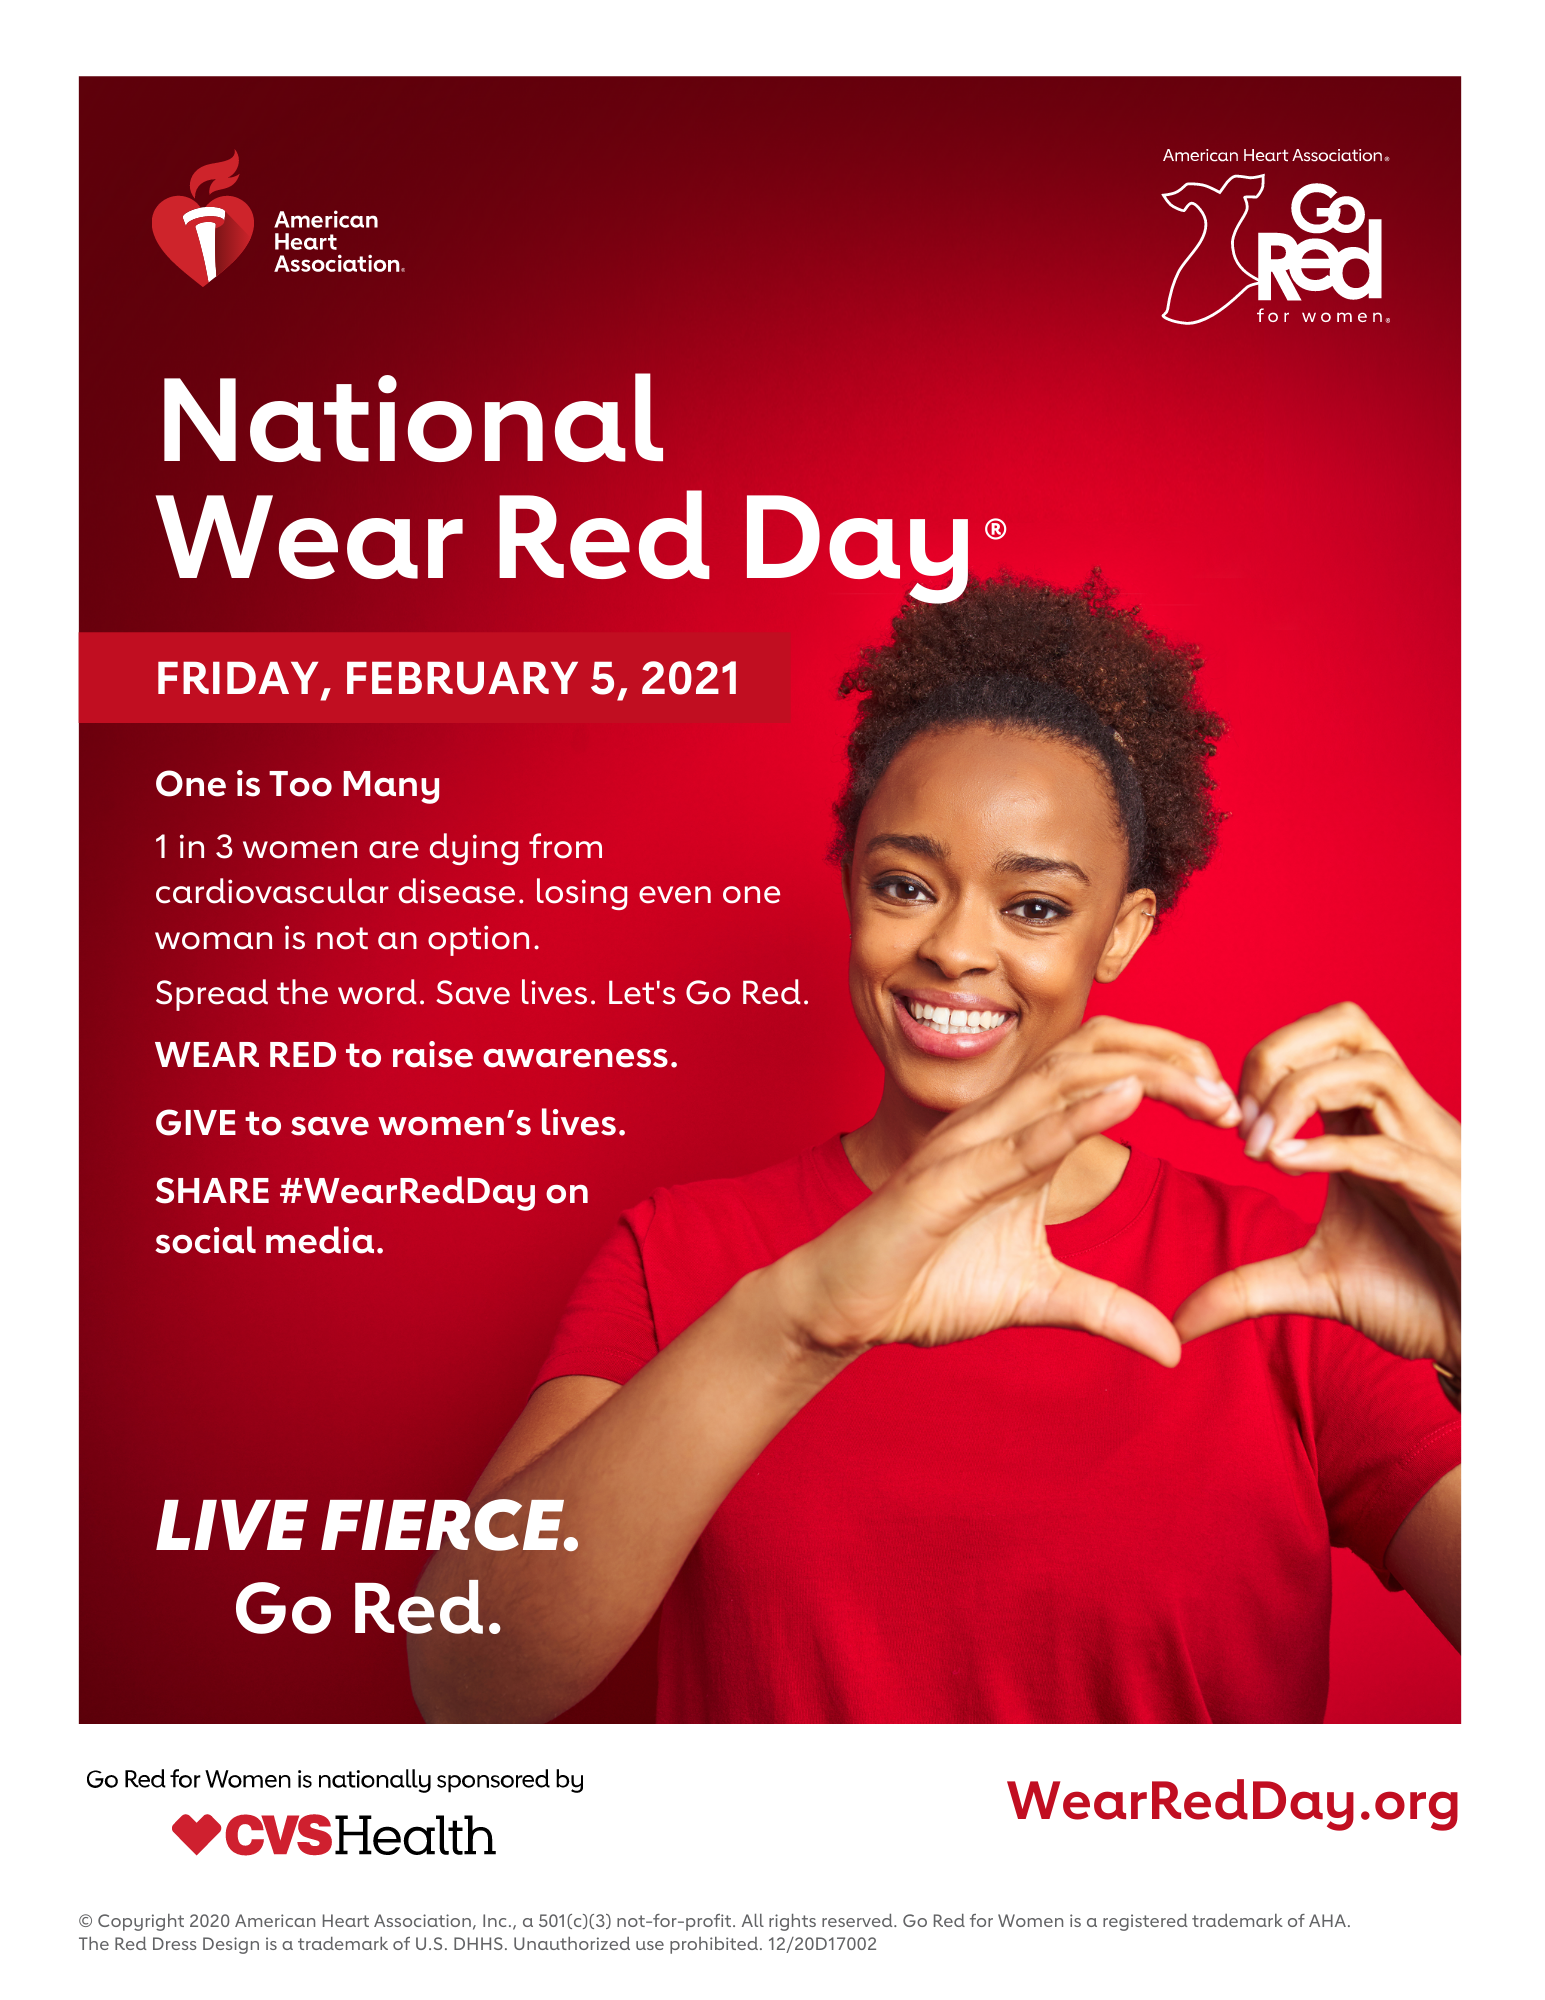 American
Heart
Association®
American Heart Association®
Go
Red
for women®
National
Wear Red Day®
FRIDAY, FEBRUARY 5, 2021
One is Too Many
1 in 3 women are dying from
cardiovascular disease. losing even one
woman is not an option.
Spread the word. Save lives. Let's Go Red.
WEAR RED to raise awareness.
GIVE to save women’s lives.
SHARE #WearRedDay on
social media.
LIVE FIERCE.
Go Red.
Go Red for Women is nationally sponsored by
CVSHealth
WearRedDay.org
© Copyright 2020 American Heart Association, Inc., a 501(c)(3) not-for-profit. All rights reserved. Go Red for Women is a registered trademark of AHA.
The Red Dress Design is a trademark of U.S. DHHS. Unauthorized use prohibited. 12/20D17002